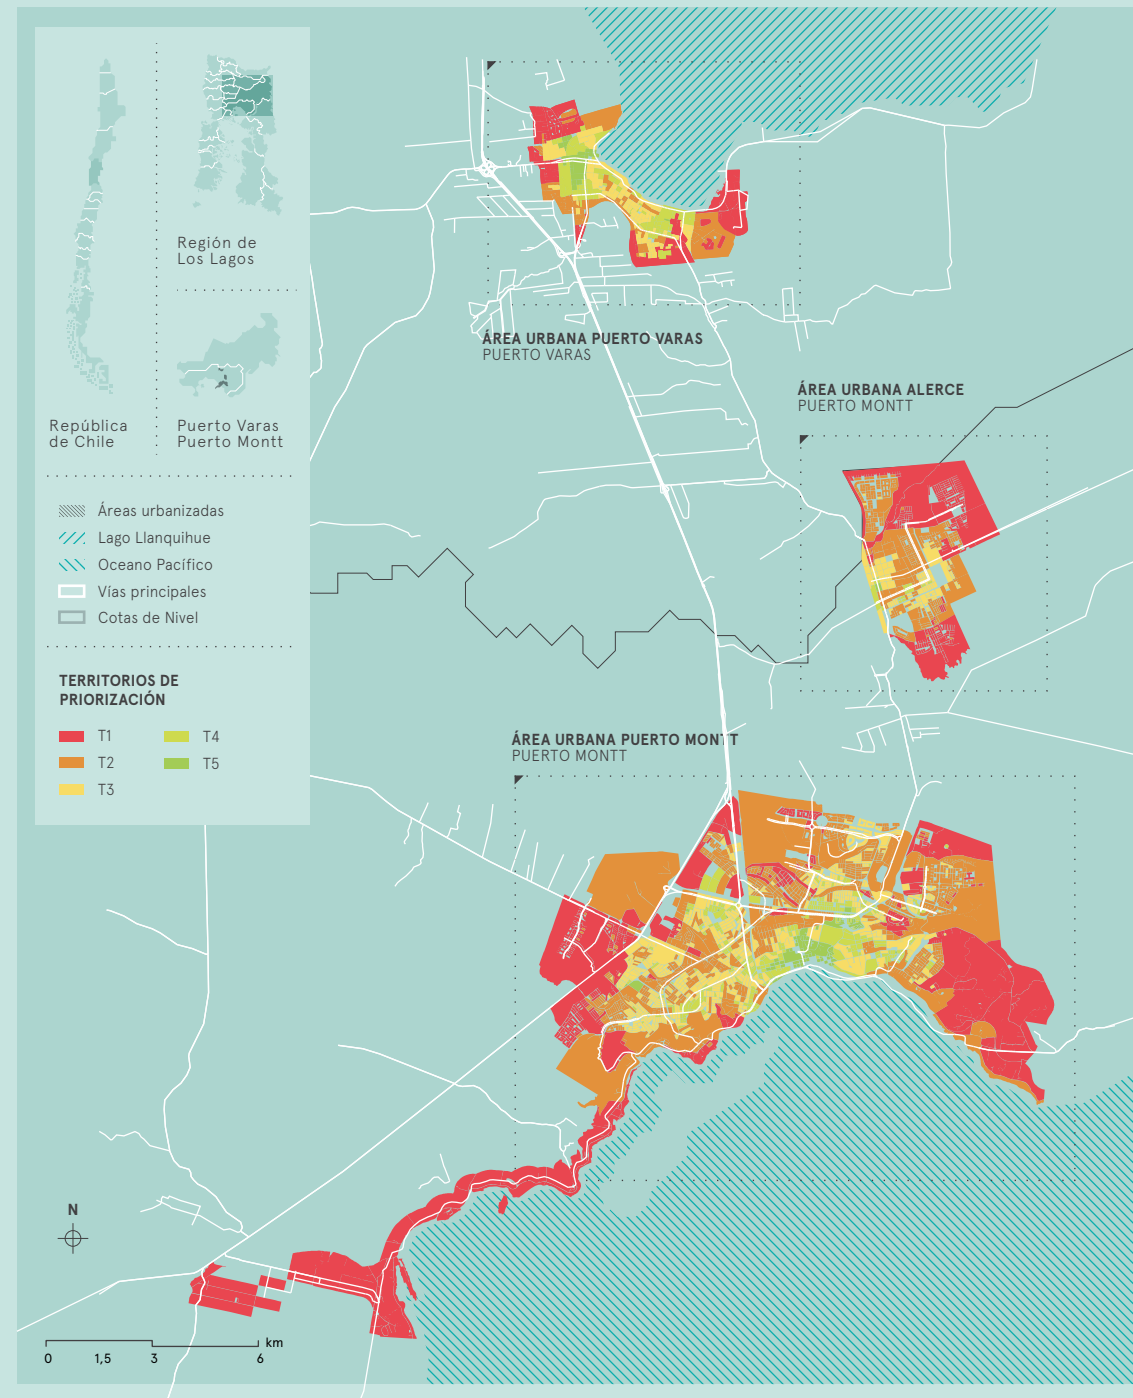 Región de
Los Lagos
República
de Chile
Puerto Varas
Puerto Montt
Áreas urbanizadas
Lago Llanquihue
Oceano Pacífico
Vías principales
Cotas de Nivel
TERRITORIOS DE
PRIORIZACIÓN
T1
T2
T3
T4
T5
ÁREA URBANA PUERTO VARAS
PUERTO VARAS
ÁREA URBANA ALERCE
PUERTO MONTT
ÁREA URBANA PUERTO MONTT
PUERTO MONTT
N
km
0 1,5 3 6